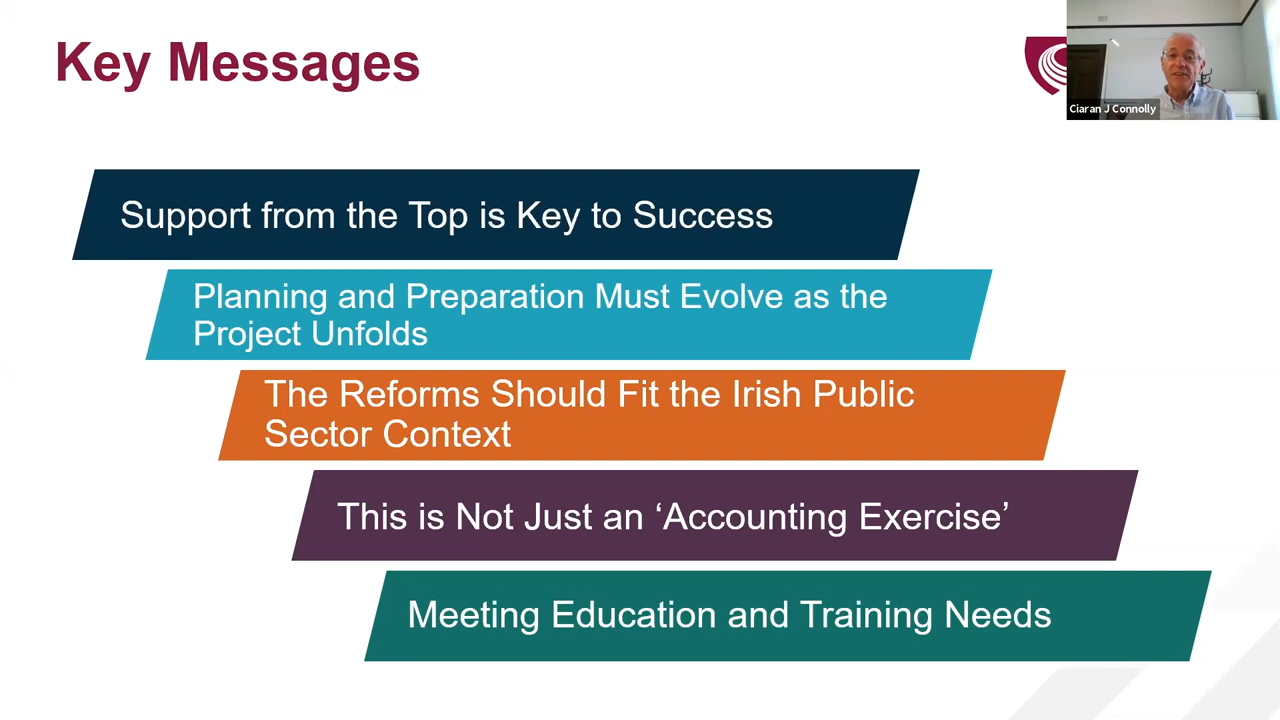 Key Messages
Ciaran J Connolly
Support from the Top is Key to Success
Planning and Preparation Must Evolve as the
Project Unfolds
The Reforms Should Fit the Irish Public
Sector Context
This is Not Just an ‘Accounting Exercise’
Meeting Education and Training Needs